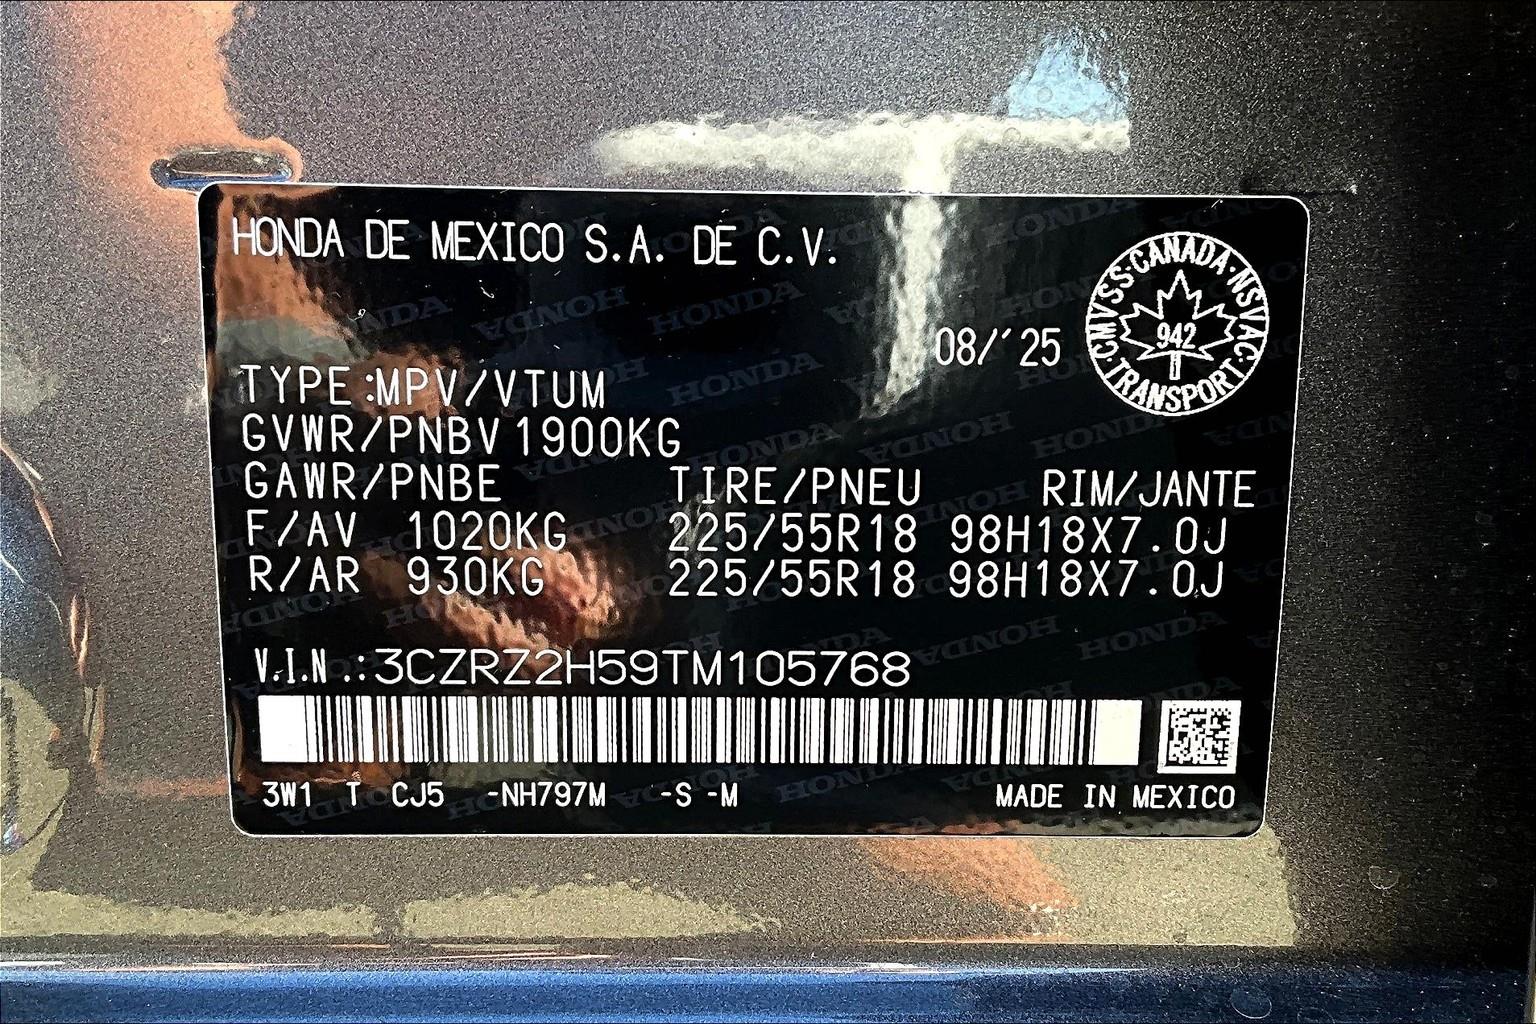 HONDA DE MEXICO S.A. DE C.V.
CMVSS·CANADA·NSVAC·TRANSPORT·
942
08/'25
TYPE:MPV/VTUM
GVWR/PNBV 1900KG
GAWR/PNBE TIRE/PNEU RIM/JANTE
F/AV 1020KG 225/55R18 98H18X7.0J
R/AR 930KG 225/55R18 98H18X7.0J
V.I.N.:3CZRZ2H59TM105768
3W1 T CJ5 -NH797M -S -M MADE IN MEXICO